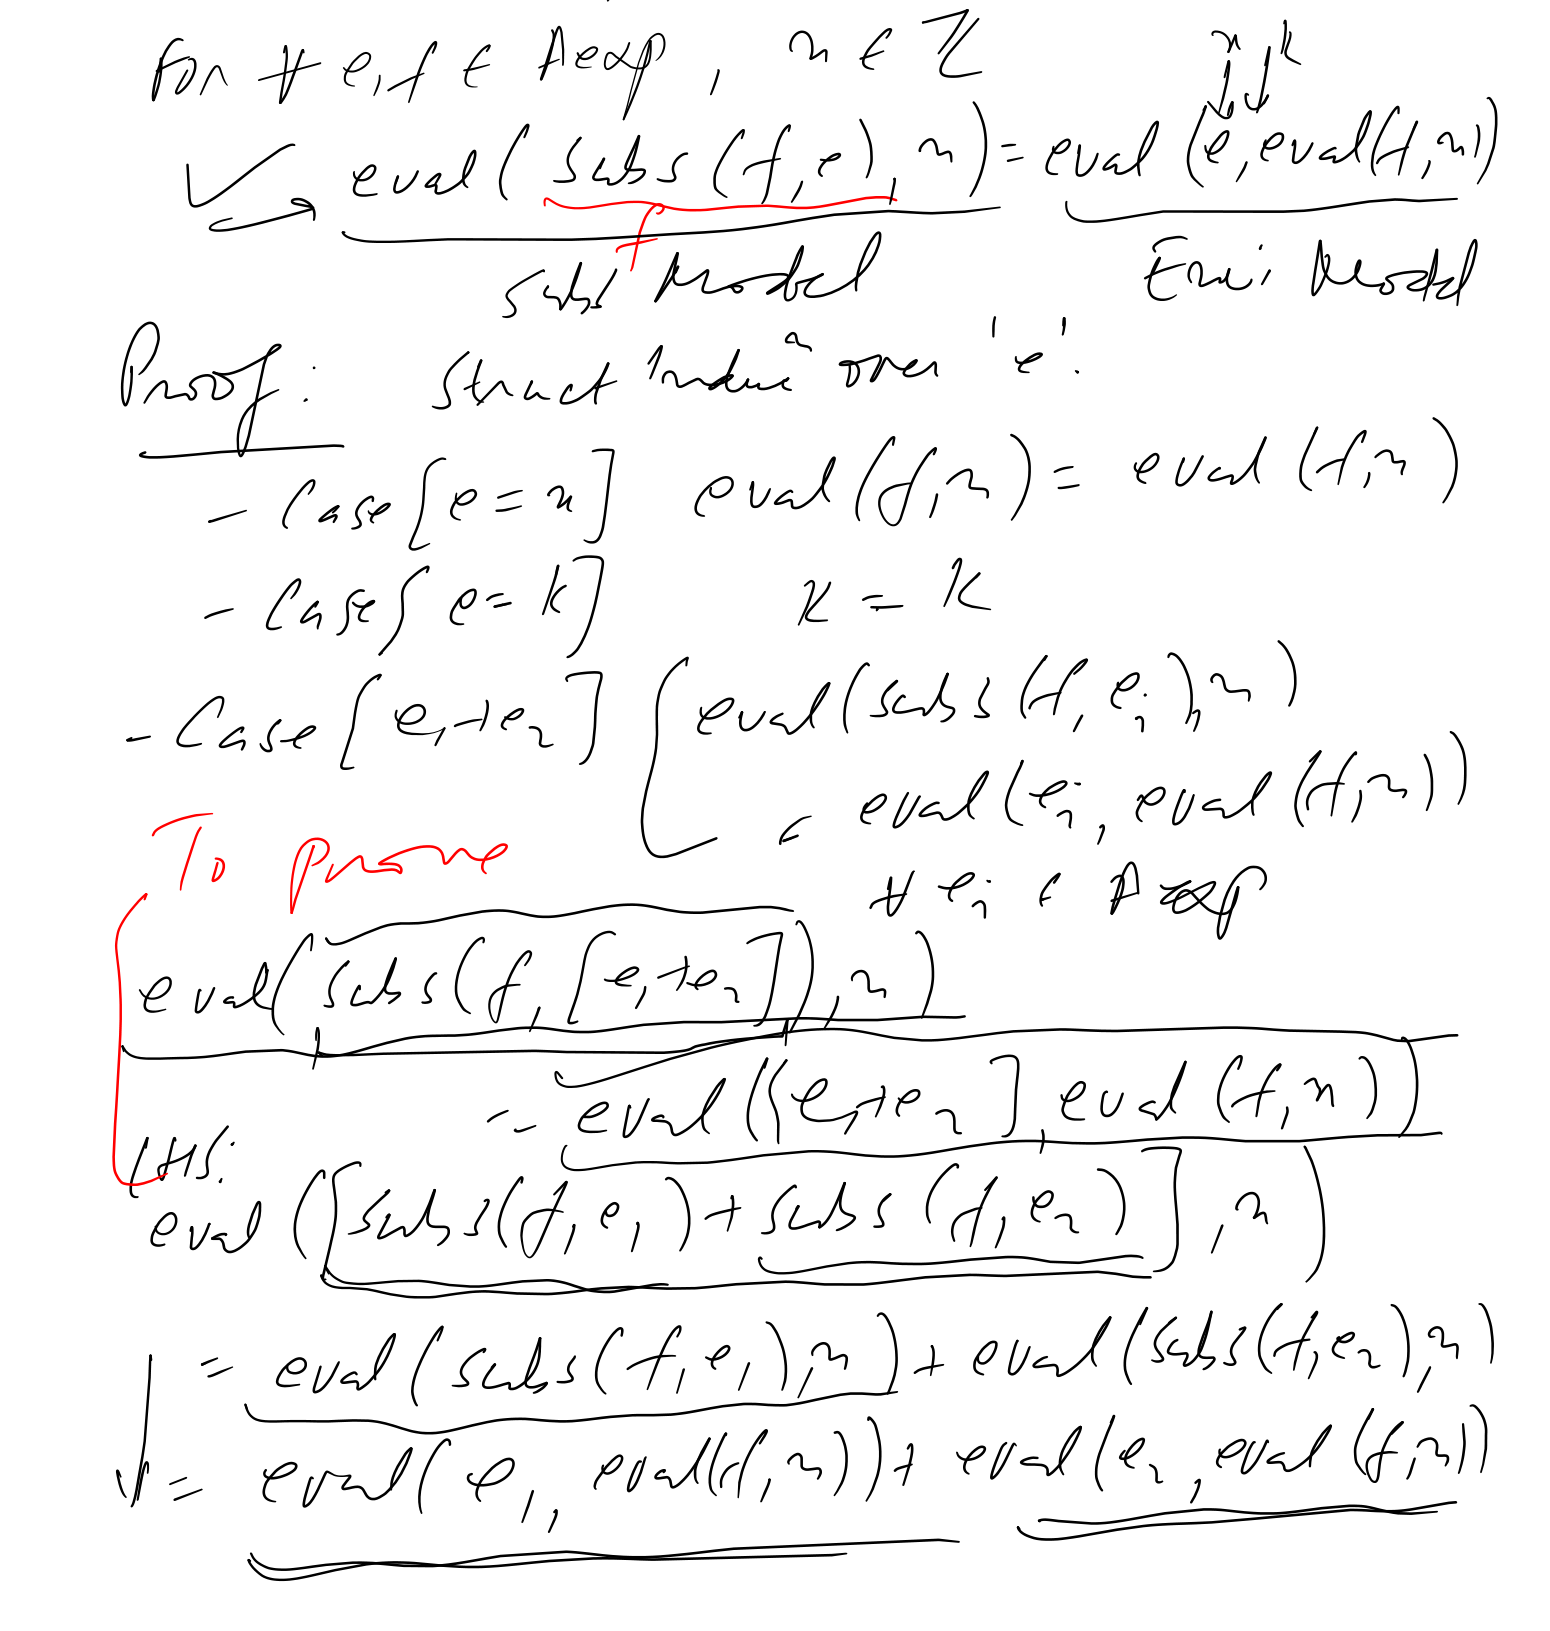 For ∀ e, f ∈ Aexp, n ∈ ℤ
x k
eval(subs(f,e), n) = eval(e, eval(f,n))
f
subs Model Envi Model
Proof: Struct Induc^n over 'e'.
- Case[e = x] eval(f,n) = eval(f,n)
- Case[e = k] k = k
- Case[e₁+e₂] [eval(subs(f, eᵢ), n)
= eval(eᵢ, eval(f,n))
To prove
∀ eᵢ ∈ Aexp
eval(subs(f, [e₁+e₂]), n)
= eval([e₁+e₂], eval(f,n))
LHS:
eval([subs(f,e₁)+subs(f,e₂)], n)
= eval(subs(f,e₁),n) + eval(subs(f,e₂),n)
= eval(e₁, eval(f,n)) + eval(e₂, eval(f,n))